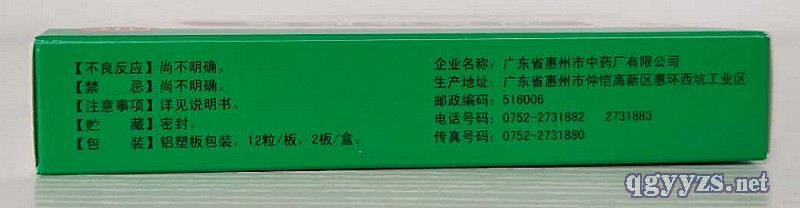 【不良反应】尚不明确。
【禁　　忌】尚不明确。
【注意事项】详见说明书。
【贮　　藏】密封。
【包　　装】铝塑板包装，12粒/板，2板/盒。
企业名称：广东省惠州市中药厂有限公司
生产地址：广东省惠州市仲恺高新区惠环西坑工业区
邮政编码：516006
电话号码：0752-2731882　2731883
传真号码：0752-2731880
qgyyzs.net